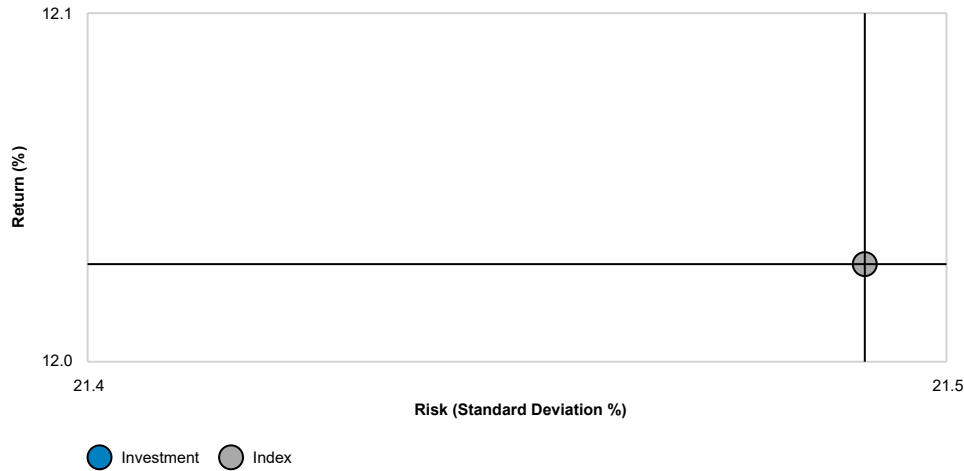 12.1
Return (%)
12.0
21.4
21.5
Risk (Standard Deviation %)
Investment
Index